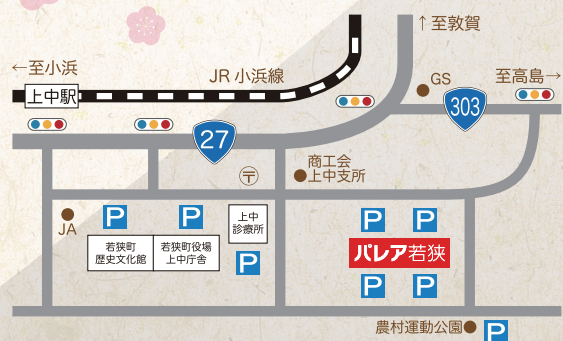 ↑至敦賀
←至小浜
JR小浜線
GS
至高島→
上中駅
303
27
〒
商工会
上中支所
JA
P
P
上中
診療所
P
P
若狭町
歴史文化館
若狭町役場
上中庁舎
P
パレア若狭
P
P
農村運動公園
P